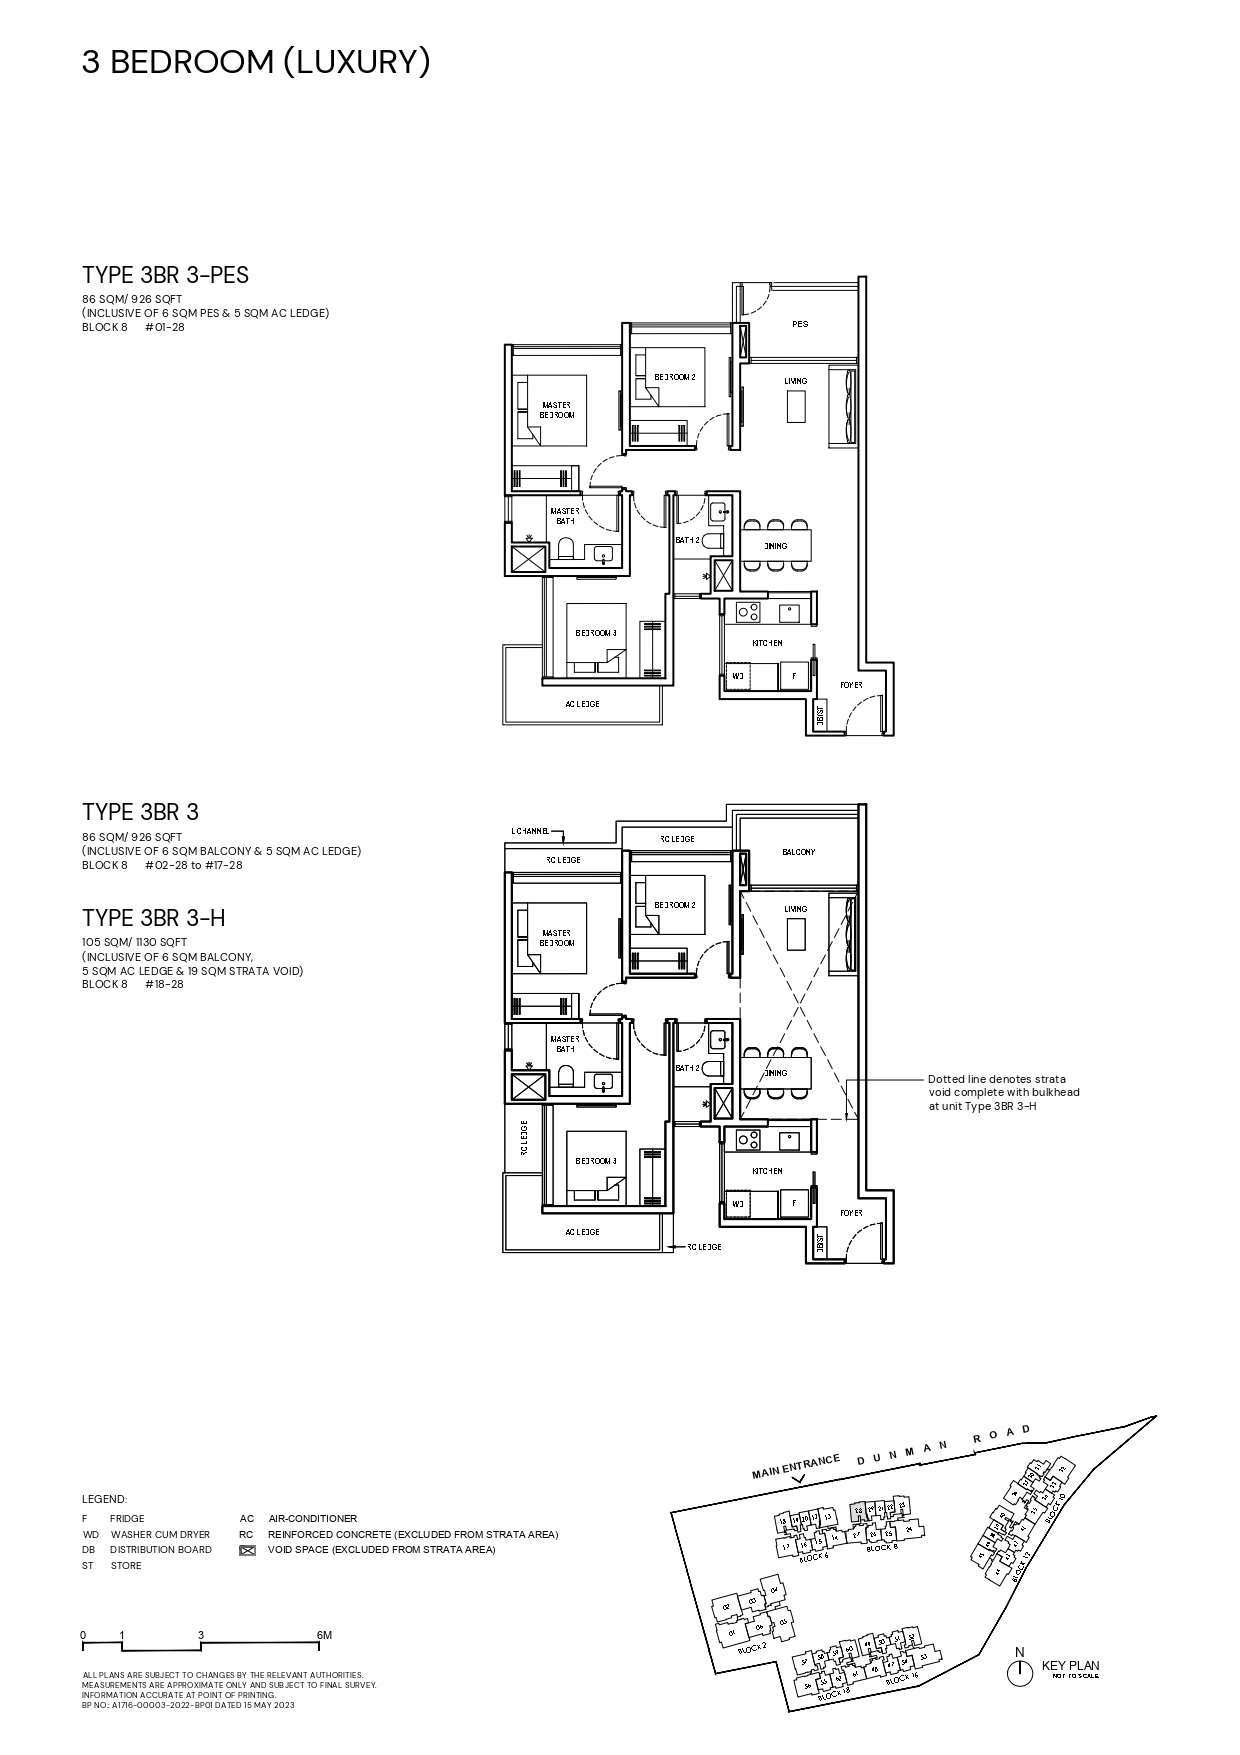 3 BEDROOM (LUXURY)
TYPE 3BR 3-PES
86 SQM/ 926 SQFT
(INCLUSIVE OF 6 SQM PES & 5 SQM AC LEDGE)
BLOCK 8 #01-28
PES
LIVING
BEDROOM 2
MASTER
BEDROOM
MASTER
BATH
BATH 2
DINING
BEDROOM 3
KITCHEN
WD
F
FOYER
DB/ST
AC LEDGE
TYPE 3BR 3
86 SQM/ 926 SQFT
(INCLUSIVE OF 6 SQM BALCONY & 5 SQM AC LEDGE)
BLOCK 8 #02-28 to #17-28
TYPE 3BR 3-H
105 SQM/ 1130 SQFT
(INCLUSIVE OF 6 SQM BALCONY,
5 SQM AC LEDGE & 19 SQM STRATA VOID)
BLOCK 8 #18-28
L CHANNEL
RC LEDGE
RC LEDGE
BALCONY
LIVING
BEDROOM 2
MASTER
BEDROOM
MASTER
BATH
BATH 2
DINING
Dotted line denotes strata
void complete with bulkhead
at unit Type 3BR 3-H
RC LEDGE
BEDROOM 3
KITCHEN
WD
F
FOYER
DB/ST
AC LEDGE
RC LEDGE
LEGEND:
F FRIDGE
WD WASHER CUM DRYER
DB DISTRIBUTION BOARD
ST STORE
AC AIR-CONDITIONER
RC REINFORCED CONCRETE (EXCLUDED FROM STRATA AREA)
VOID SPACE (EXCLUDED FROM STRATA AREA)
0 1 3 6M
ALL PLANS ARE SUBJECT TO CHANGES BY THE RELEVANT AUTHORITIES.
MEASUREMENTS ARE APPROXIMATE ONLY AND SUBJECT TO FINAL SURVEY.
INFORMATION ACCURATE AT POINT OF PRINTING.
BP NO.: A1716-00003-2022-BP01 DATED 15 MAY 2023
MAIN ENTRANCE
DUNMAN ROAD
BLOCK 6
BLOCK 8
BLOCK 10
BLOCK 12
BLOCK 2
BLOCK 18
BLOCK 16
N
KEY PLAN
NOT TO SCALE